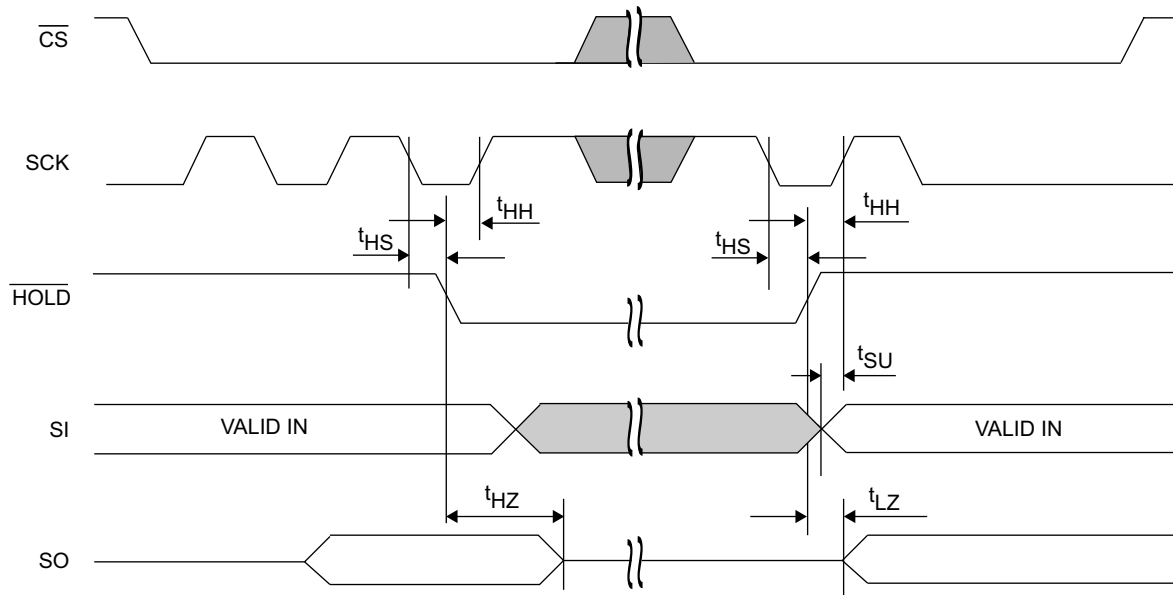 CS
SCK
tHH
tHH
tHS
tHS
HOLD
tSU
SI
VALID IN
VALID IN
tHZ
tLZ
SO